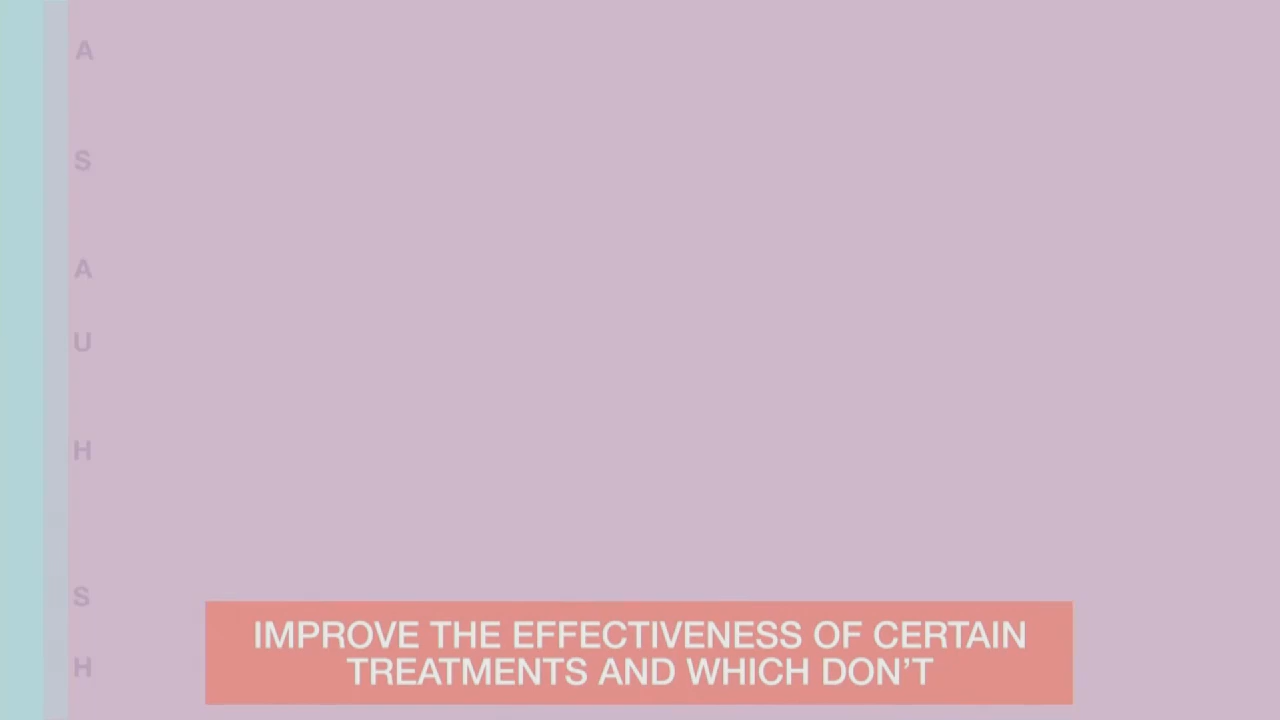 A
S
A
U
H
S
H
IMPROVE THE EFFECTIVENESS OF CERTAIN
TREATMENTS AND WHICH DON'T